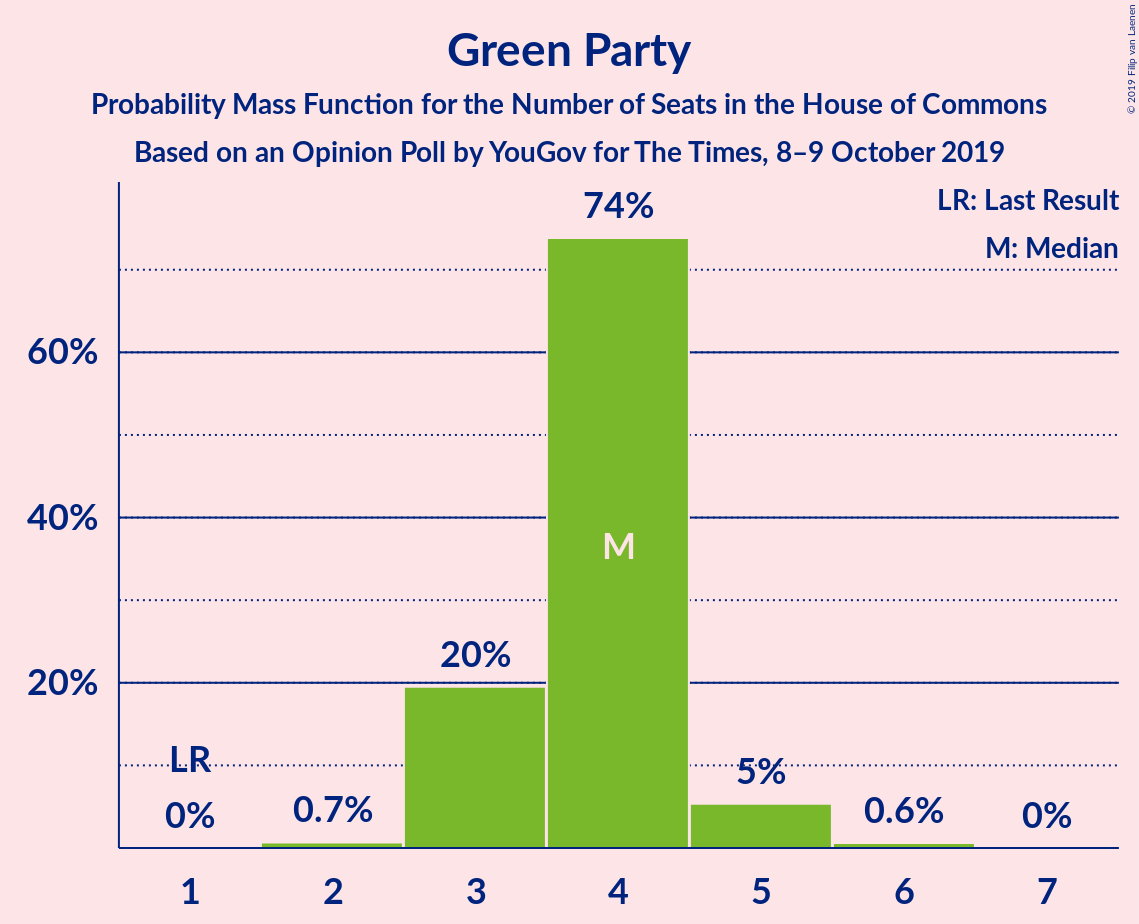 Green Party
Probability Mass Function for the Number of Seats in the House of Commons
Based on an Opinion Poll by YouGov for The Times, 8–9 October 2019
© 2019 Filip van Laenen
LR: Last Result
M: Median
74%
60%
40%
M
20%
20%
LR
0%
0.7%
5%
0.6%
0%
1 2 3 4 5 6 7